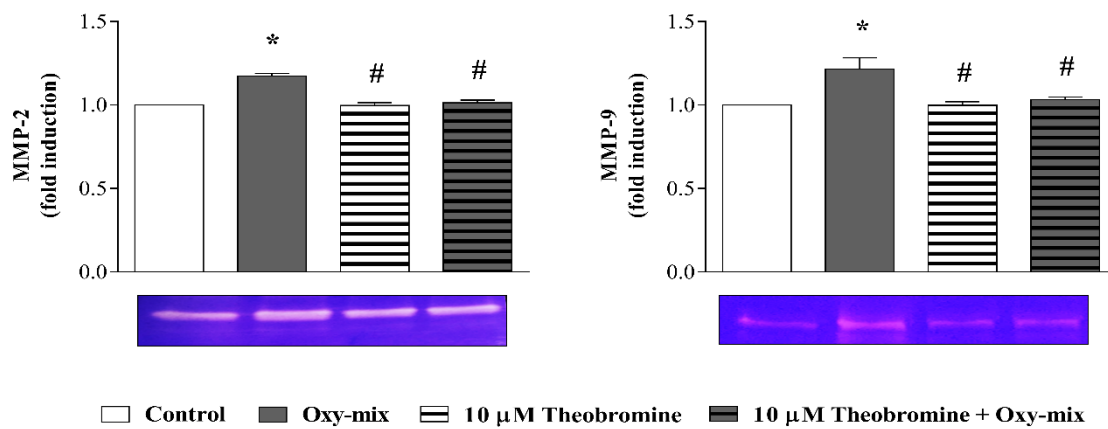 1.5
1.0
0.5
0.0
MMP-2
(fold induction)
*
#
#
1.5
1.0
0.5
0.0
MMP-9
(fold induction)
*
#
#
Control Oxy-mix 10 μM Theobromine 10 μM Theobromine + Oxy-mix